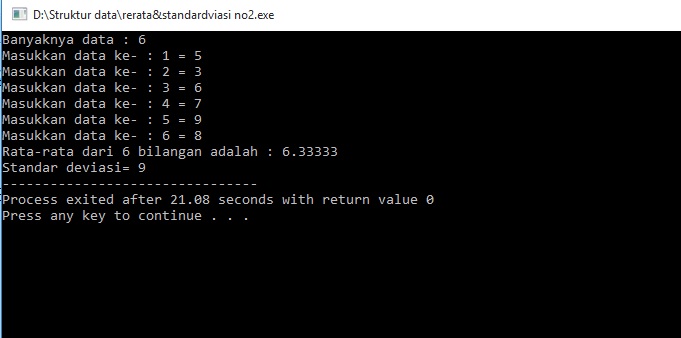 D:\Struktur data\rerata&standardviasi no2.exe
Banyaknya data : 6
Masukkan data ke- : 1 = 5
Masukkan data ke- : 2 = 3
Masukkan data ke- : 3 = 6
Masukkan data ke- : 4 = 7
Masukkan data ke- : 5 = 9
Masukkan data ke- : 6 = 8
Rata-rata dari 6 bilangan adalah : 6.33333
Standar deviasi= 9
--------------------------------
Process exited after 21.08 seconds with return value 0
Press any key to continue . . .